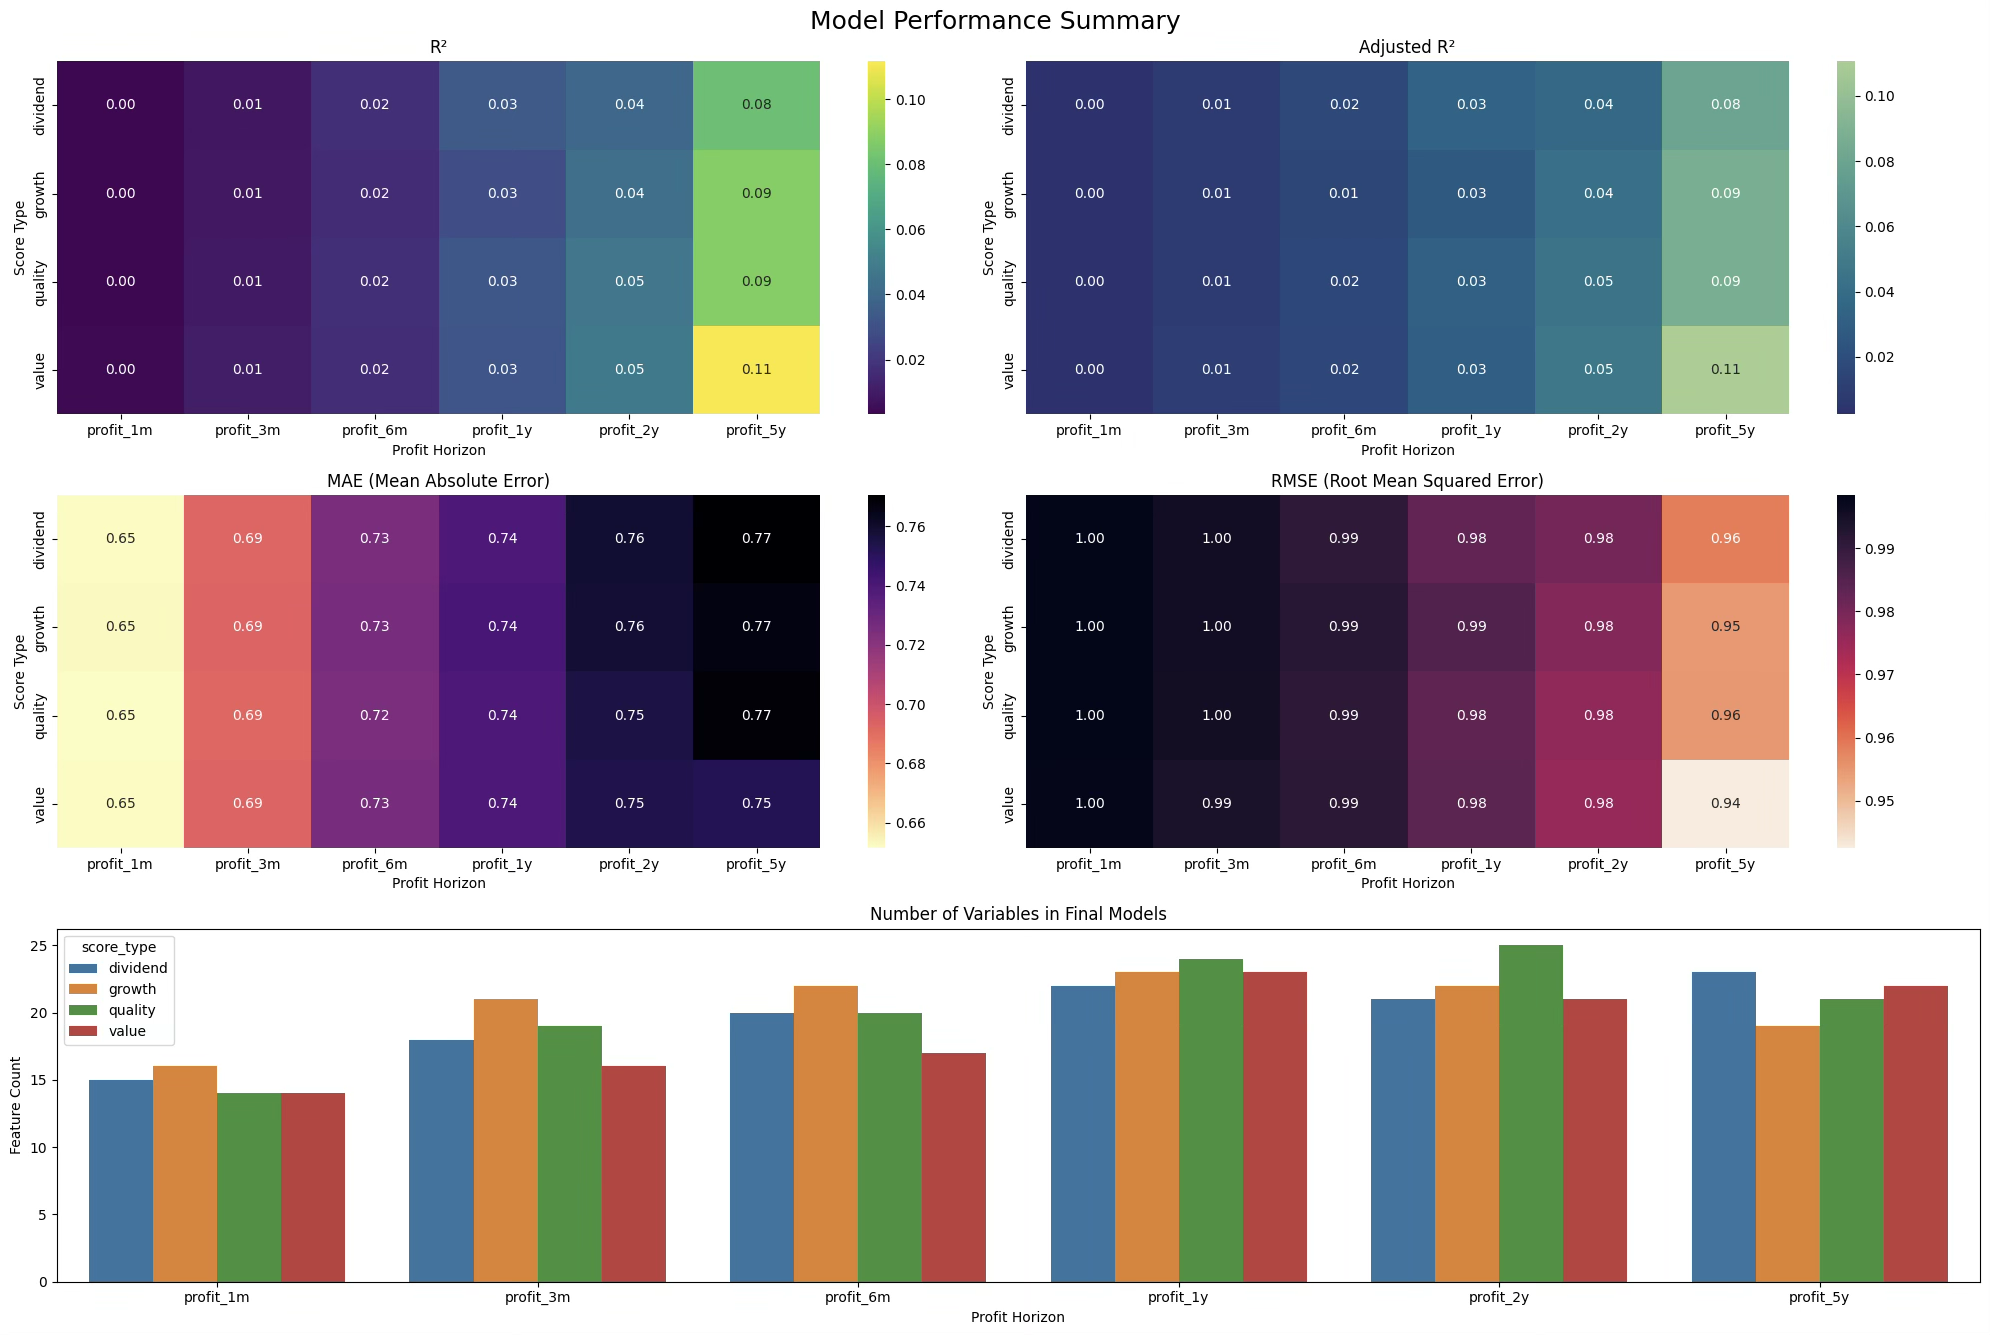 Model Performance Summary
R²
Score Type
dividend 0.00 0.01 0.02 0.03 0.04 0.08
growth 0.00 0.01 0.02 0.03 0.04 0.09
quality 0.00 0.01 0.02 0.03 0.05 0.09
value 0.00 0.01 0.02 0.03 0.05 0.11
profit_1m profit_3m profit_6m profit_1y profit_2y profit_5y
Profit Horizon
0.10
0.08
0.06
0.04
0.02
Adjusted R²
Score Type
dividend 0.00 0.01 0.02 0.03 0.04 0.08
growth 0.00 0.01 0.01 0.03 0.04 0.09
quality 0.00 0.01 0.02 0.03 0.05 0.09
value 0.00 0.01 0.02 0.03 0.05 0.11
profit_1m profit_3m profit_6m profit_1y profit_2y profit_5y
Profit Horizon
0.10
0.08
0.06
0.04
0.02
MAE (Mean Absolute Error)
Score Type
dividend 0.65 0.69 0.73 0.74 0.76 0.77
growth 0.65 0.69 0.73 0.74 0.76 0.77
quality 0.65 0.69 0.72 0.74 0.75 0.77
value 0.65 0.69 0.73 0.74 0.75 0.75
profit_1m profit_3m profit_6m profit_1y profit_2y profit_5y
Profit Horizon
0.76
0.74
0.72
0.70
0.68
0.66
RMSE (Root Mean Squared Error)
Score Type
dividend 1.00 1.00 0.99 0.98 0.98 0.96
growth 1.00 1.00 0.99 0.99 0.98 0.95
quality 1.00 1.00 0.99 0.98 0.98 0.96
value 1.00 0.99 0.99 0.98 0.98 0.94
profit_1m profit_3m profit_6m profit_1y profit_2y profit_5y
Profit Horizon
0.99
0.98
0.97
0.96
0.95
Number of Variables in Final Models
score_type
dividend
growth
quality
value
Feature Count
25
20
15
10
5
0
profit_1m profit_3m profit_6m profit_1y profit_2y profit_5y
Profit Horizon